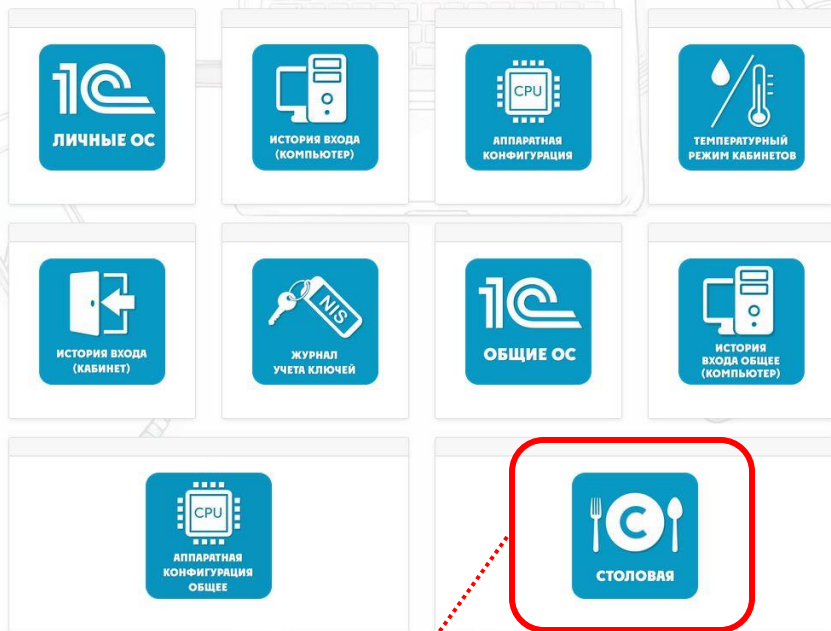 1С
ЛИЧНЫЕ ОС
ИСТОРИЯ ВХОДА
(КОМПЬЮТЕР)
CPU
АППАРАТНАЯ
КОНФИГУРАЦИЯ
ТЕМПЕРАТУРНЫЙ
РЕЖИМ КАБИНЕТОВ
ИСТОРИЯ ВХОДА
(КАБИНЕТ)
NIS
ЖУРНАЛ
УЧЕТА КЛЮЧЕЙ
1С
ОБЩИЕ ОС
ИСТОРИЯ
ВХОДА ОБЩЕЕ
(КОМПЬЮТЕР)
CPU
АППАРАТНАЯ
КОНФИГУРАЦИЯ
ОБЩЕЕ
С
СТОЛОВАЯ